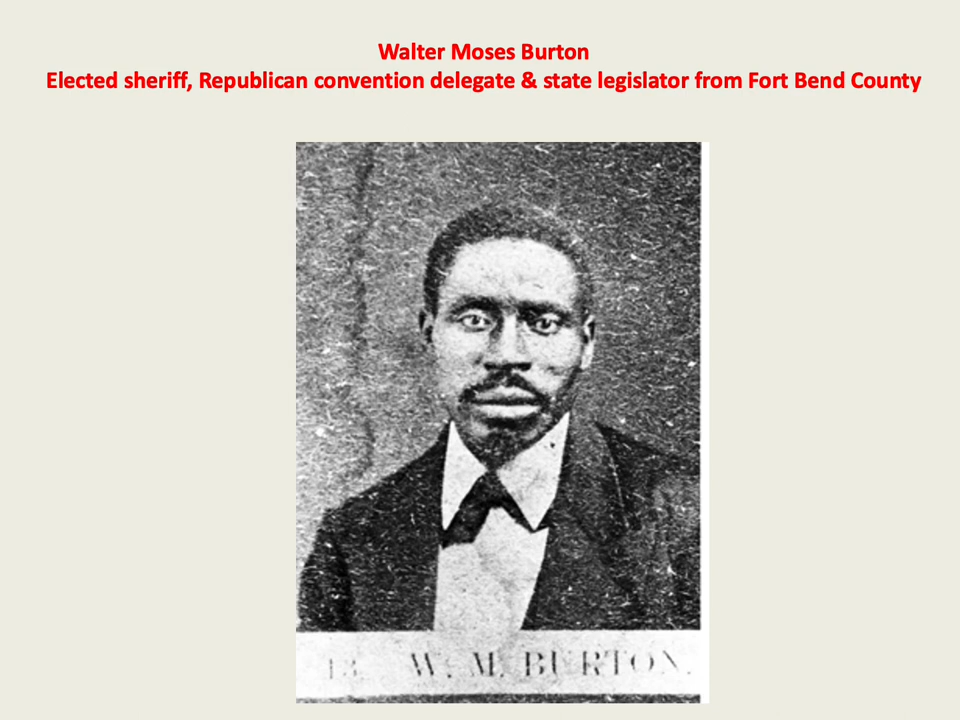 Walter Moses Burton
Elected sheriff, Republican convention delegate & state legislator from Fort Bend County
W. M. BURTON.